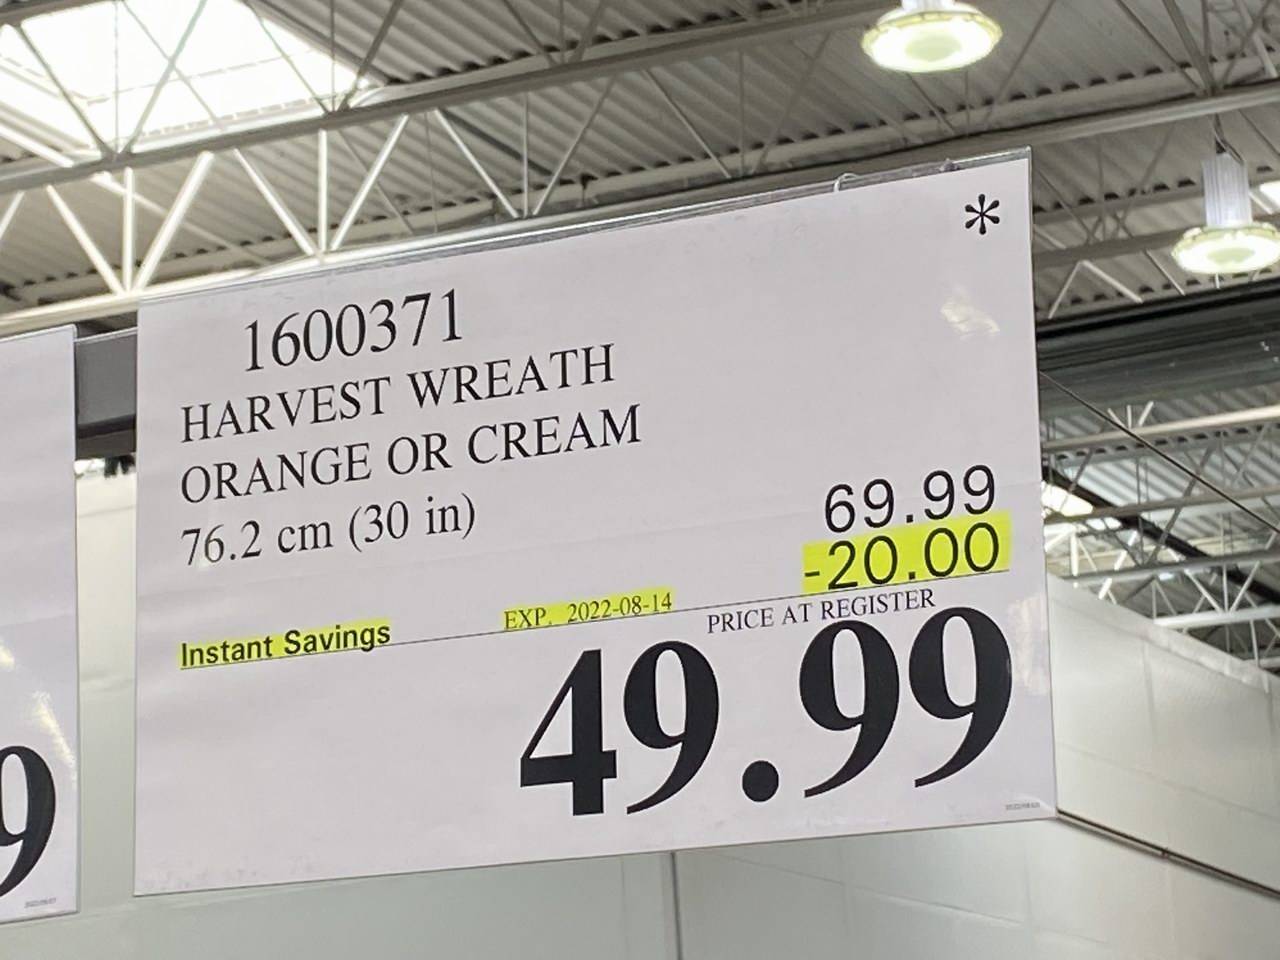 *
1600371
HARVEST WREATH
ORANGE OR CREAM
76.2 cm (30 in)
69.99
-20.00
Instant Savings EXP. 2022-08-14 PRICE AT REGISTER
49.99
9